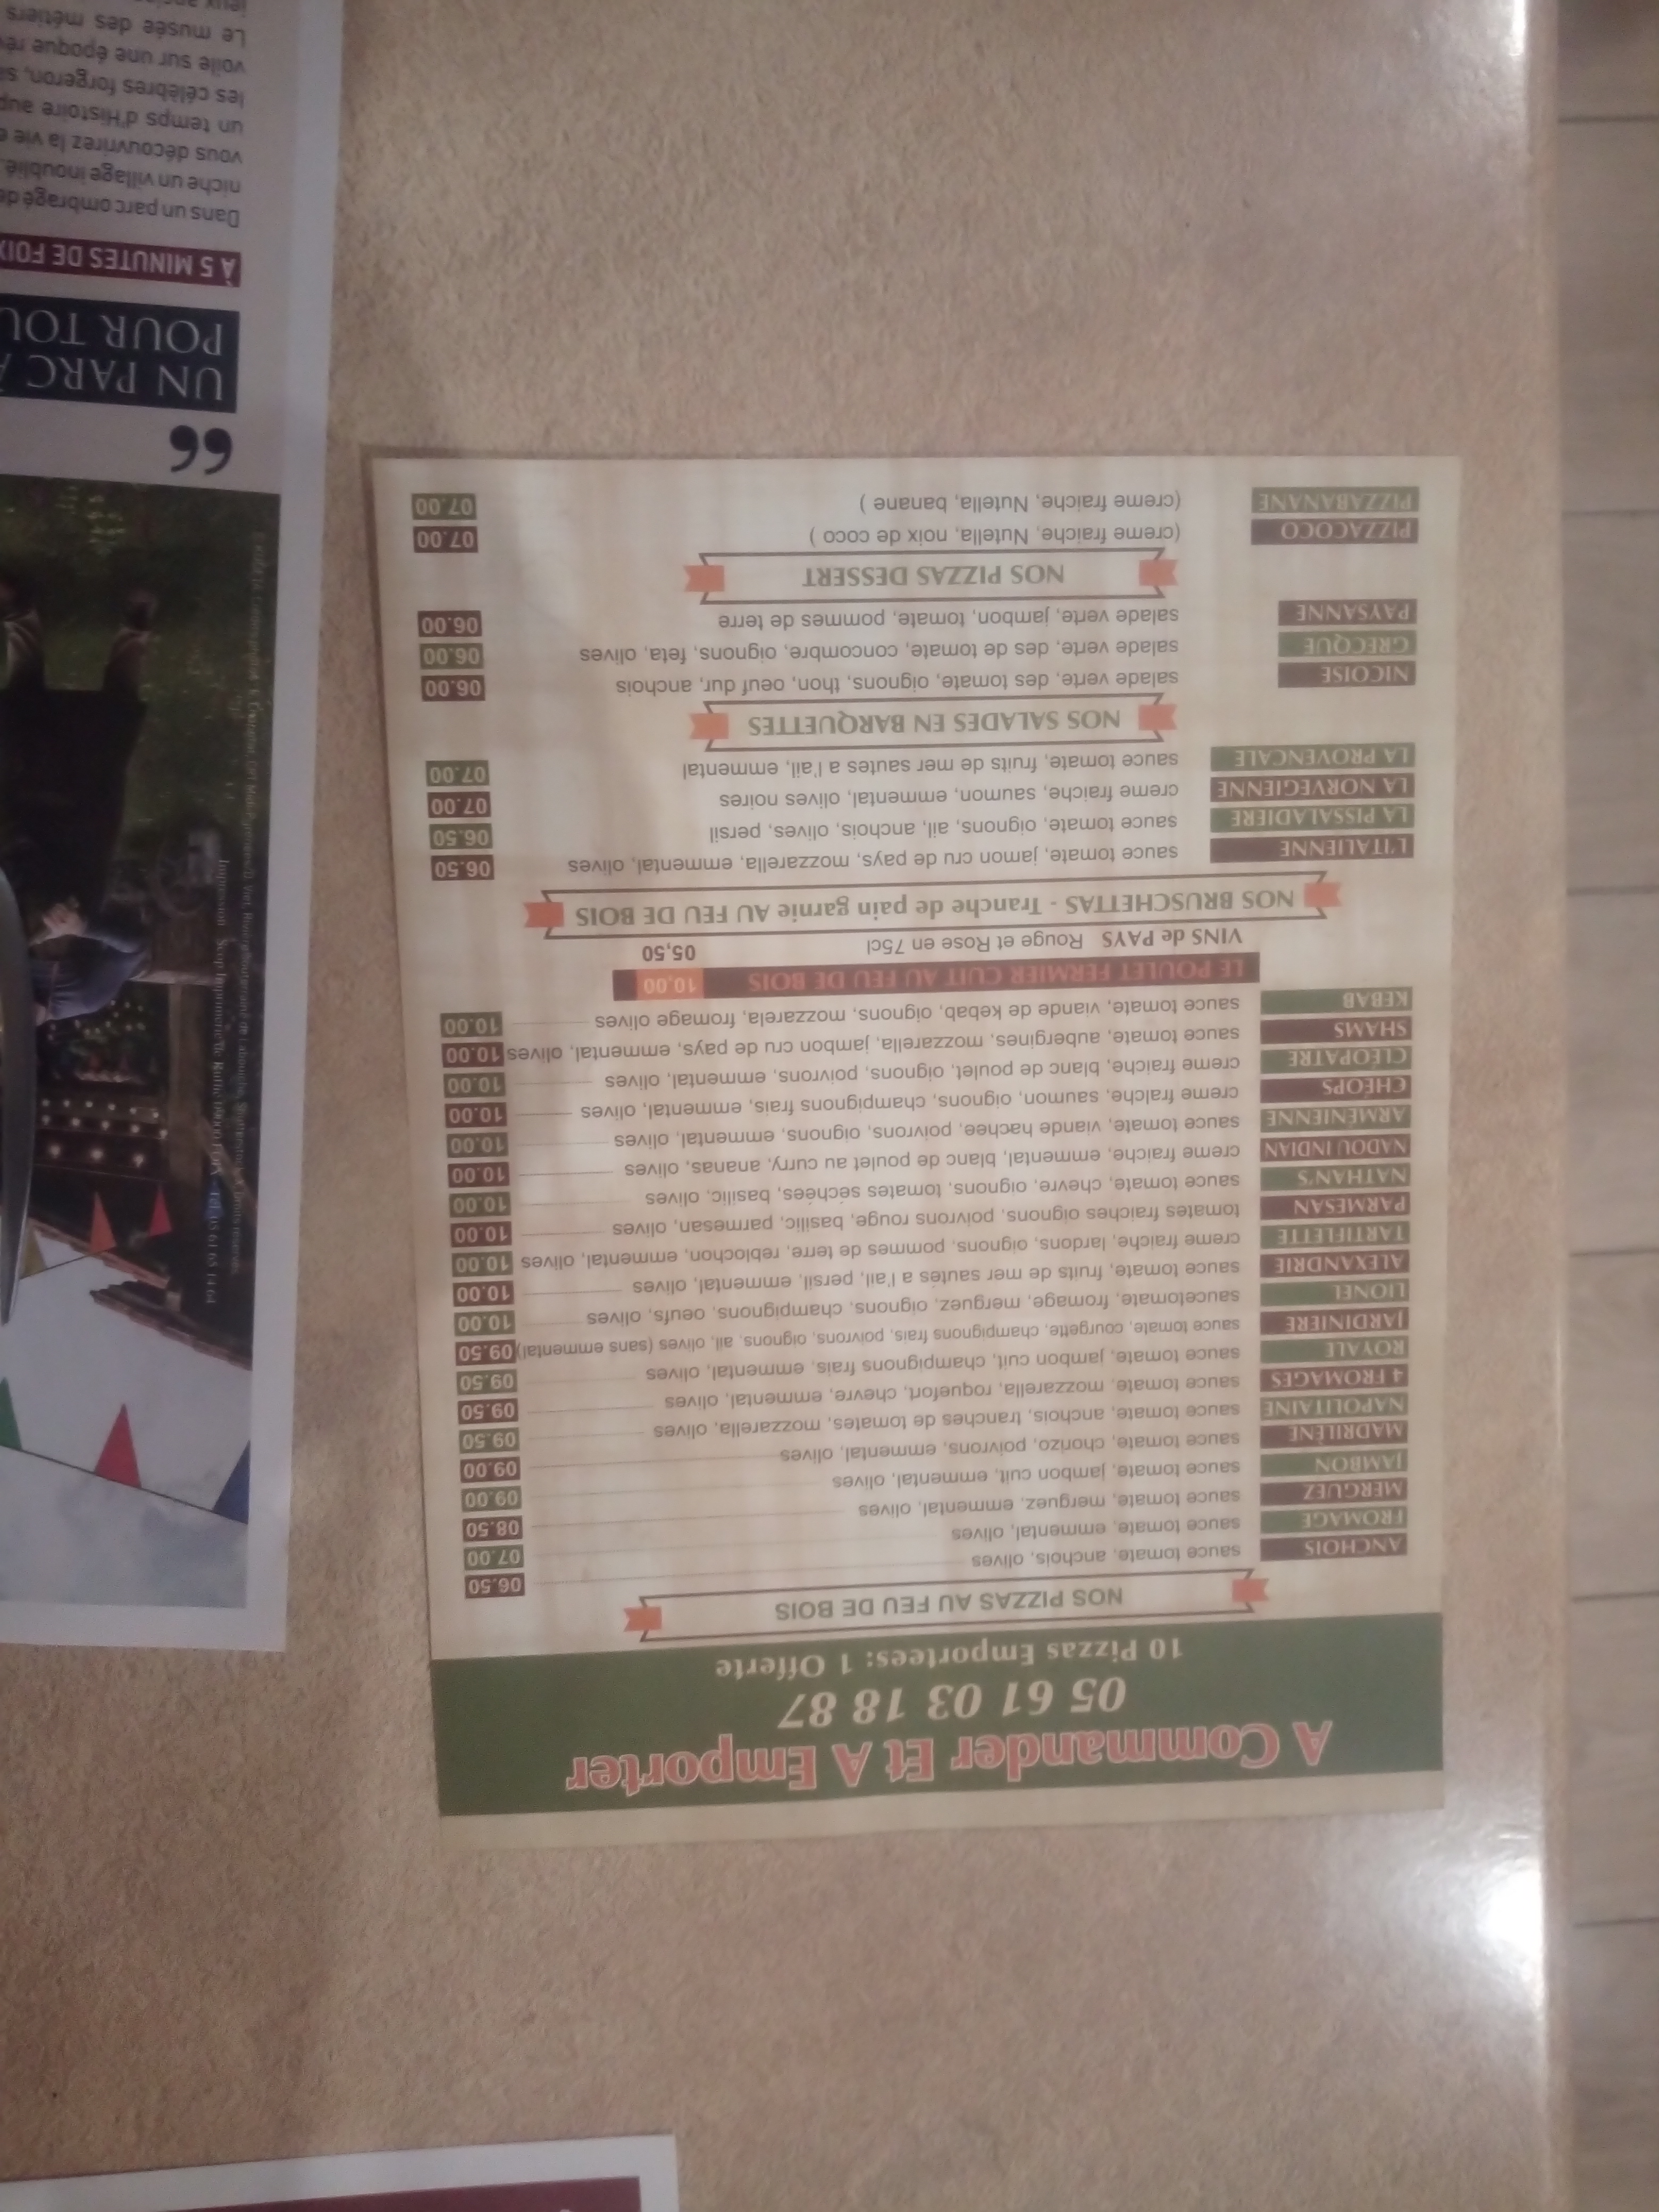 A Commander Et A Emporter
05 61 03 18 87
10 Pizzas Emportees: 1 Offerte
NOS PIZZAS AU FEU DE BOIS
ANCHOIS sauce tomate, anchois, olives 06.50
FROMAGE sauce tomate, emmental, olives 07.00
MERGUEZ sauce tomate, merguez, emmental, olives 08.50
JAMBON sauce tomate, jambon cuit, emmental, olives 09.00
MADRILÈNE sauce tomate, chorizo, poivrons, emmental, olives 09.00
NAPOLITAINE sauce tomate, anchois, tranches de tomates, mozzarella, olives 09.50
4 FROMAGES sauce tomate, mozzarella, roquefort, chevre, emmental, olives 09.50
ROYALE sauce tomate, jambon cuit, champignons frais, emmental, olives 09.50
JARDINIERE sauce tomate, courgette, champignons frais, poivrons, oignons, ail, olives (sans emmental) 09.50
LIONEL saucetomate, fromage, merguez, oignons, champignons, oeufs, olives 10.00
ALEXANDRIE sauce tomate, fruits de mer sautés a l'ail, persil, emmental, olives 10.00
TARTIFLETTE creme fraiche, lardons, oignons, pommes de terre, reblochon, emmental, olives 10.00
PARMESAN tomates fraiches oignons, poivrons rouge, basilic, parmesan, olives 10.00
NATHAN'S sauce tomate, chevre, oignons, tomates séchées, basilic, olives 10.00
NADOU INDIAN creme fraiche, emmental, blanc de poulet au curry, ananas, olives 10.00
ARMÉNIENNE sauce tomate, viande hachee, poivrons, oignons, emmental, olives 10.00
CHEOPS creme fraiche, saumon, oignons, champignons frais, emmental, olives 10.00
CLÉOPATRE creme fraiche, blanc de poulet, oignons, poivrons, emmental, olives 10.00
SHAMS sauce tomate, aubergines, mozzarella, jambon cru de pays, emmental, olives 10.00
KEBAB sauce tomate, viande de kebab, oignons, mozzarela, fromage olives 10.00
LE POULET FERMIER CUIT AU FEU DE BOIS 10,00
VINS de PAYS Rouge et Rose en 75cl 05,50
NOS BRUSCHETTAS - Tranche de pain garnie AU FEU DE BOIS
L'ITALIENNE sauce tomate, jamon cru de pays, mozzarella, emmental, olives 06.50
LA PISSALADIERE sauce tomate, oignons, ail, anchois, olives, persil 06.50
LA NORVEGIENNE creme fraiche, saumon, emmental, olives noires 07.00
LA PROVENCALE sauce tomate, fruits de mer sautes a l'ail, emmental 07.00
NOS SALADES EN BARQUETTES
NICOISE salade verte, des tomate, oignons, thon, oeuf dur, anchois 06.00
GRECQUE salade verte, des de tomate, concombre, oignons, feta, olives 06.00
PAYSANNE salade verte, jambon, tomate, pommes de terre 06.00
NOS PIZZAS DESSERT
PIZZACOCO (creme fraiche, Nutella, noix de coco ) 07.00
PIZZABANANE (creme fraiche, Nutella, banane ) 07.00
“
UN PARC À
POUR TOU
À 5 MINUTES DE FOIX
Dans un parc ombragé de
niche un village inoublié
vous découvrirez la vie
un temps d'Histoire
les célèbres forgeron,
voile sur une époque
Le musée des métiers